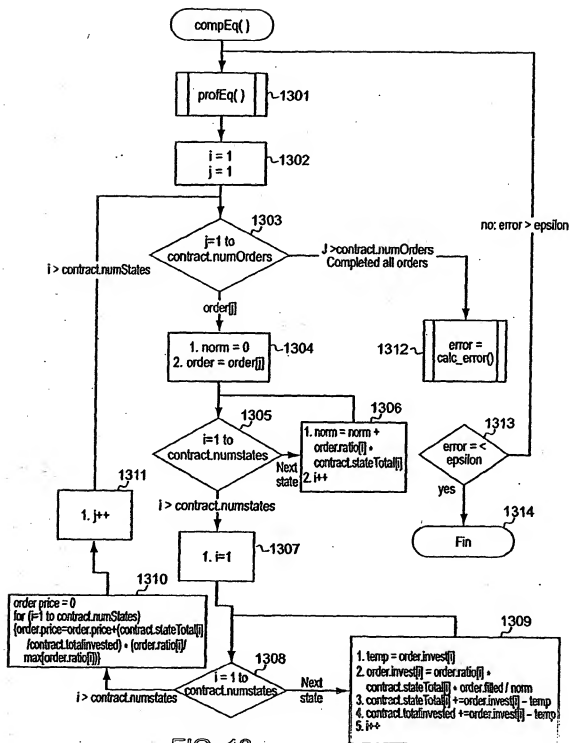 compEq( )
profEq( )
1301
i = 1
j = 1
1302
1303
j=1 to
contract.numOrders
i > contract.numStates
J >contract.numOrders
Completed all orders
no: error > epsilon
order[j]
1. norm = 0
2. order = order[j]
1304
1312
error =
calc_error()
1305
i=1 to
contract.numstates
Next
state
1306
1. norm = norm +
order.ratio[i] *
contract.stateTotal[i]
2. i++
1313
error = <
epsilon
yes
1314
Fin
1311
1. j++
i > contract.numstates
1. i=1
1307
1310
order price = 0
for (i=1 to contract.numStates)
{order.price=order.price+(contract.stateTotal[i]
/contract.totalinvested) * (order.ratio[i]/
max(order.ratio[i])}
1308
i = 1 to
contract.numstates
i > contract.numstates
Next
state
1309
1. temp = order.invest[i]
2. order.invest[i] = order.ratio[i] *
contract.stateTotal[i] * order.filled / norm
3. contract.stateTotal[i] +=order.invest[i] – temp
4. contract.totalinvested +=order.invest[i] – temp
5. i++